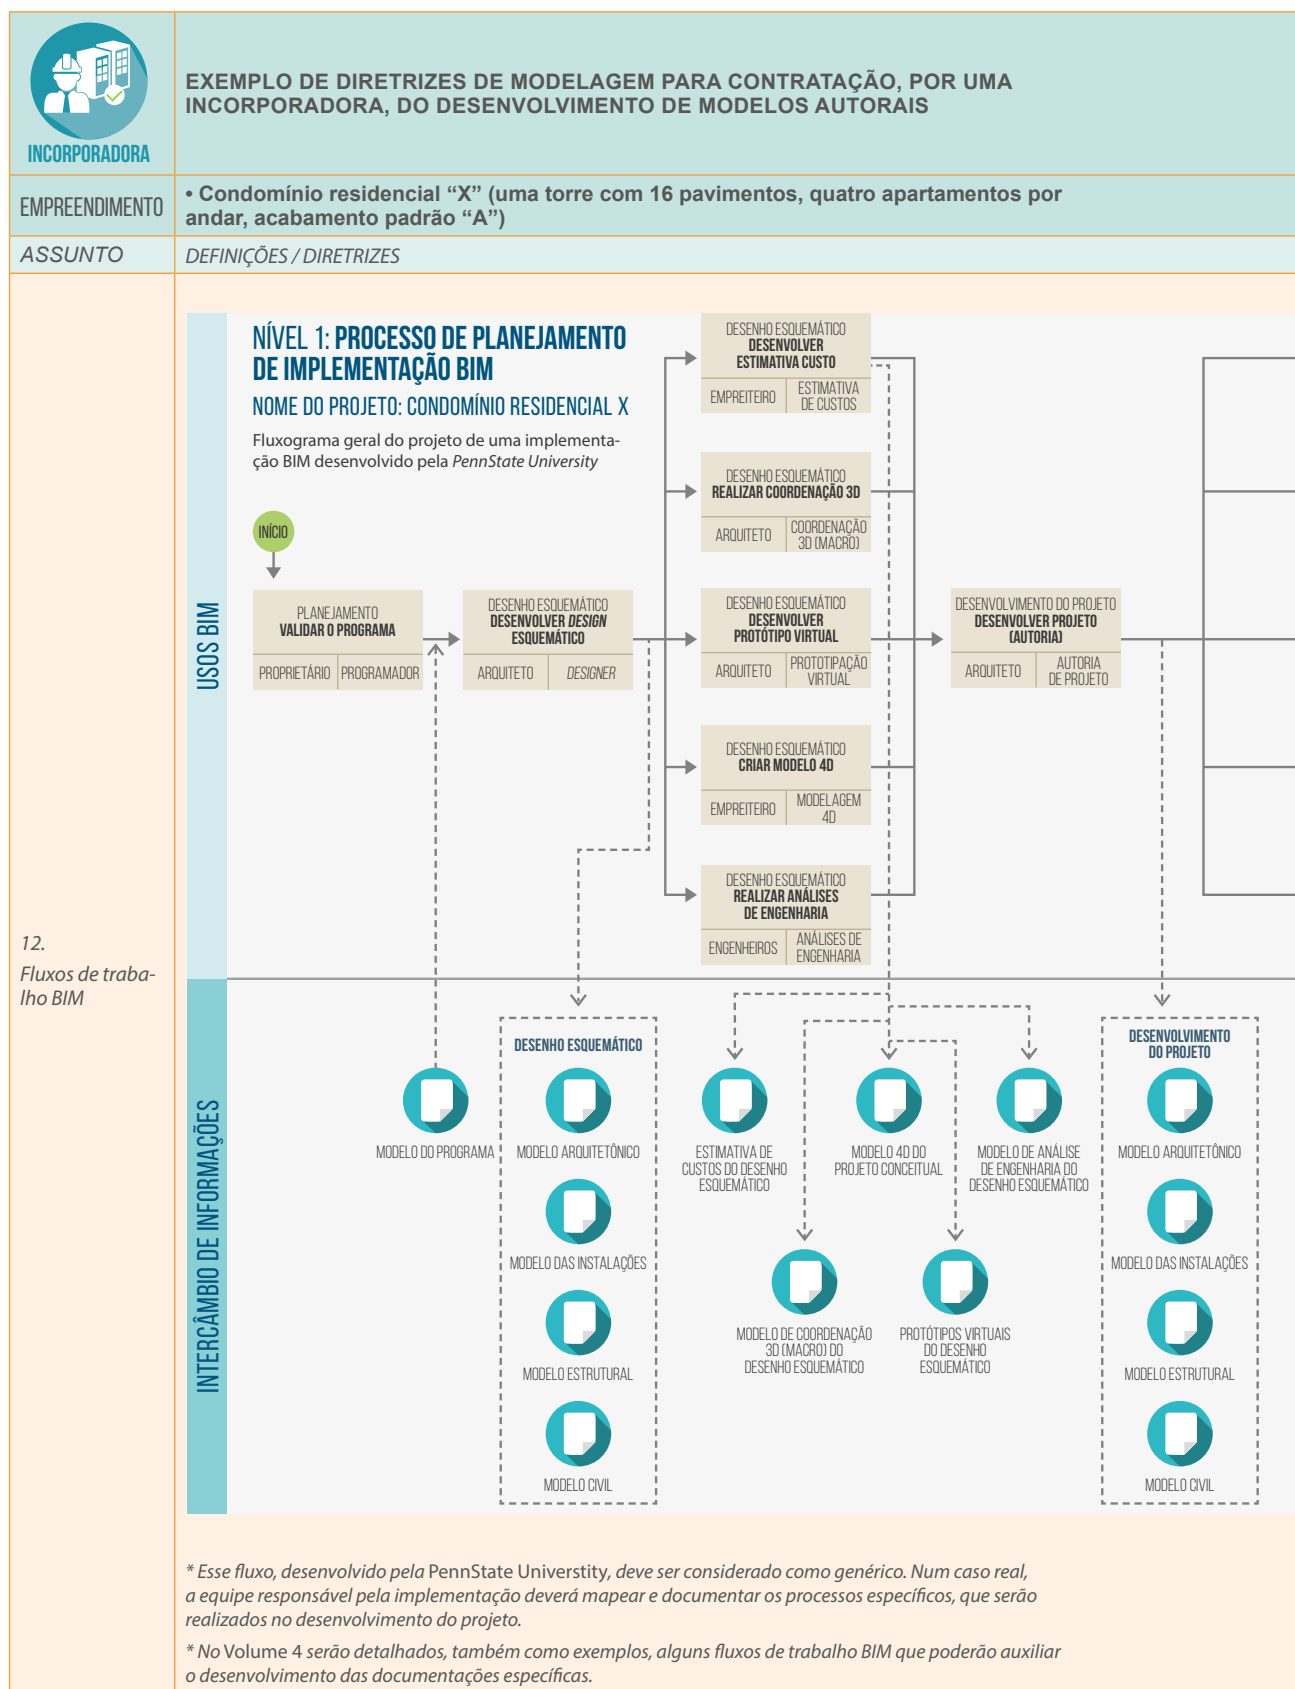 INCORPORADORA
EXEMPLO DE DIRETRIZES DE MODELAGEM PARA CONTRATAÇÃO, POR UMA
INCORPORADORA, DO DESENVOLVIMENTO DE MODELOS AUTORAIS
EMPREENDIMENTO
• Condomínio residencial “X” (uma torre com 16 pavimentos, quatro apartamentos por
andar, acabamento padrão “A”)
ASSUNTO
DEFINIÇÕES / DIRETRIZES
12.
Fluxos de traba-
lho BIM
USOS BIM
NÍVEL 1: PROCESSO DE PLANEJAMENTO
DE IMPLEMENTAÇÃO BIM
NOME DO PROJETO: CONDOMÍNIO RESIDENCIAL X
Fluxograma geral do projeto de uma implementa-
ção BIM desenvolvido pela PennState University
INÍCIO
PLANEJAMENTO
VALIDAR O PROGRAMA
PROPRIETÁRIO
PROGRAMADOR
DESENHO ESQUEMÁTICO
DESENVOLVER DESIGN
ESQUEMÁTICO
ARQUITETO
DESIGNER
DESENHO ESQUEMÁTICO
DESENVOLVER
ESTIMATIVA CUSTO
EMPREITEIRO
ESTIMATIVA
DE CUSTOS
DESENHO ESQUEMÁTICO
REALIZAR COORDENAÇÃO 3D
ARQUITETO
COORDENAÇÃO
3D (MACRO)
DESENHO ESQUEMÁTICO
DESENVOLVER
PROTÓTIPO VIRTUAL
ARQUITETO
PROTOTIPAÇÃO
VIRTUAL
DESENHO ESQUEMÁTICO
CRIAR MODELO 4D
EMPREITEIRO
MODELAGEM
4D
DESENHO ESQUEMÁTICO
REALIZAR ANÁLISES
DE ENGENHARIA
ENGENHEIROS
ANÁLISES DE
ENGENHARIA
DESENVOLVIMENTO DO PROJETO
DESENVOLVER PROJETO
(AUTORIA)
ARQUITETO
AUTORIA
DE PROJETO
INTERCÂMBIO DE INFORMAÇÕES
MODELO DO PROGRAMA
DESENHO ESQUEMÁTICO
MODELO ARQUITETÔNICO
MODELO DAS INSTALAÇÕES
MODELO ESTRUTURAL
MODELO CIVIL
ESTIMATIVA DE
CUSTOS DO DESENHO
ESQUEMÁTICO
MODELO 4D DO
PROJETO CONCEITUAL
MODELO DE ANÁLISE
DE ENGENHARIA DO
DESENHO ESQUEMÁTICO
MODELO DE COORDENAÇÃO
3D (MACRO) DO
DESENHO ESQUEMÁTICO
PROTÓTIPOS VIRTUAIS
DO DESENHO
ESQUEMÁTICO
DESENVOLVIMENTO
DO PROJETO
MODELO ARQUITETÔNICO
MODELO DAS INSTALAÇÕES
MODELO ESTRUTURAL
MODELO CIVIL
* Esse fluxo, desenvolvido pela PennState Universtity, deve ser considerado como genérico. Num caso real,
a equipe responsável pela implementação deverá mapear e documentar os processos específicos, que serão
realizados no desenvolvimento do projeto.
* No Volume 4 serão detalhados, também como exemplos, alguns fluxos de trabalho BIM que poderão auxiliar
o desenvolvimento das documentações específicas.